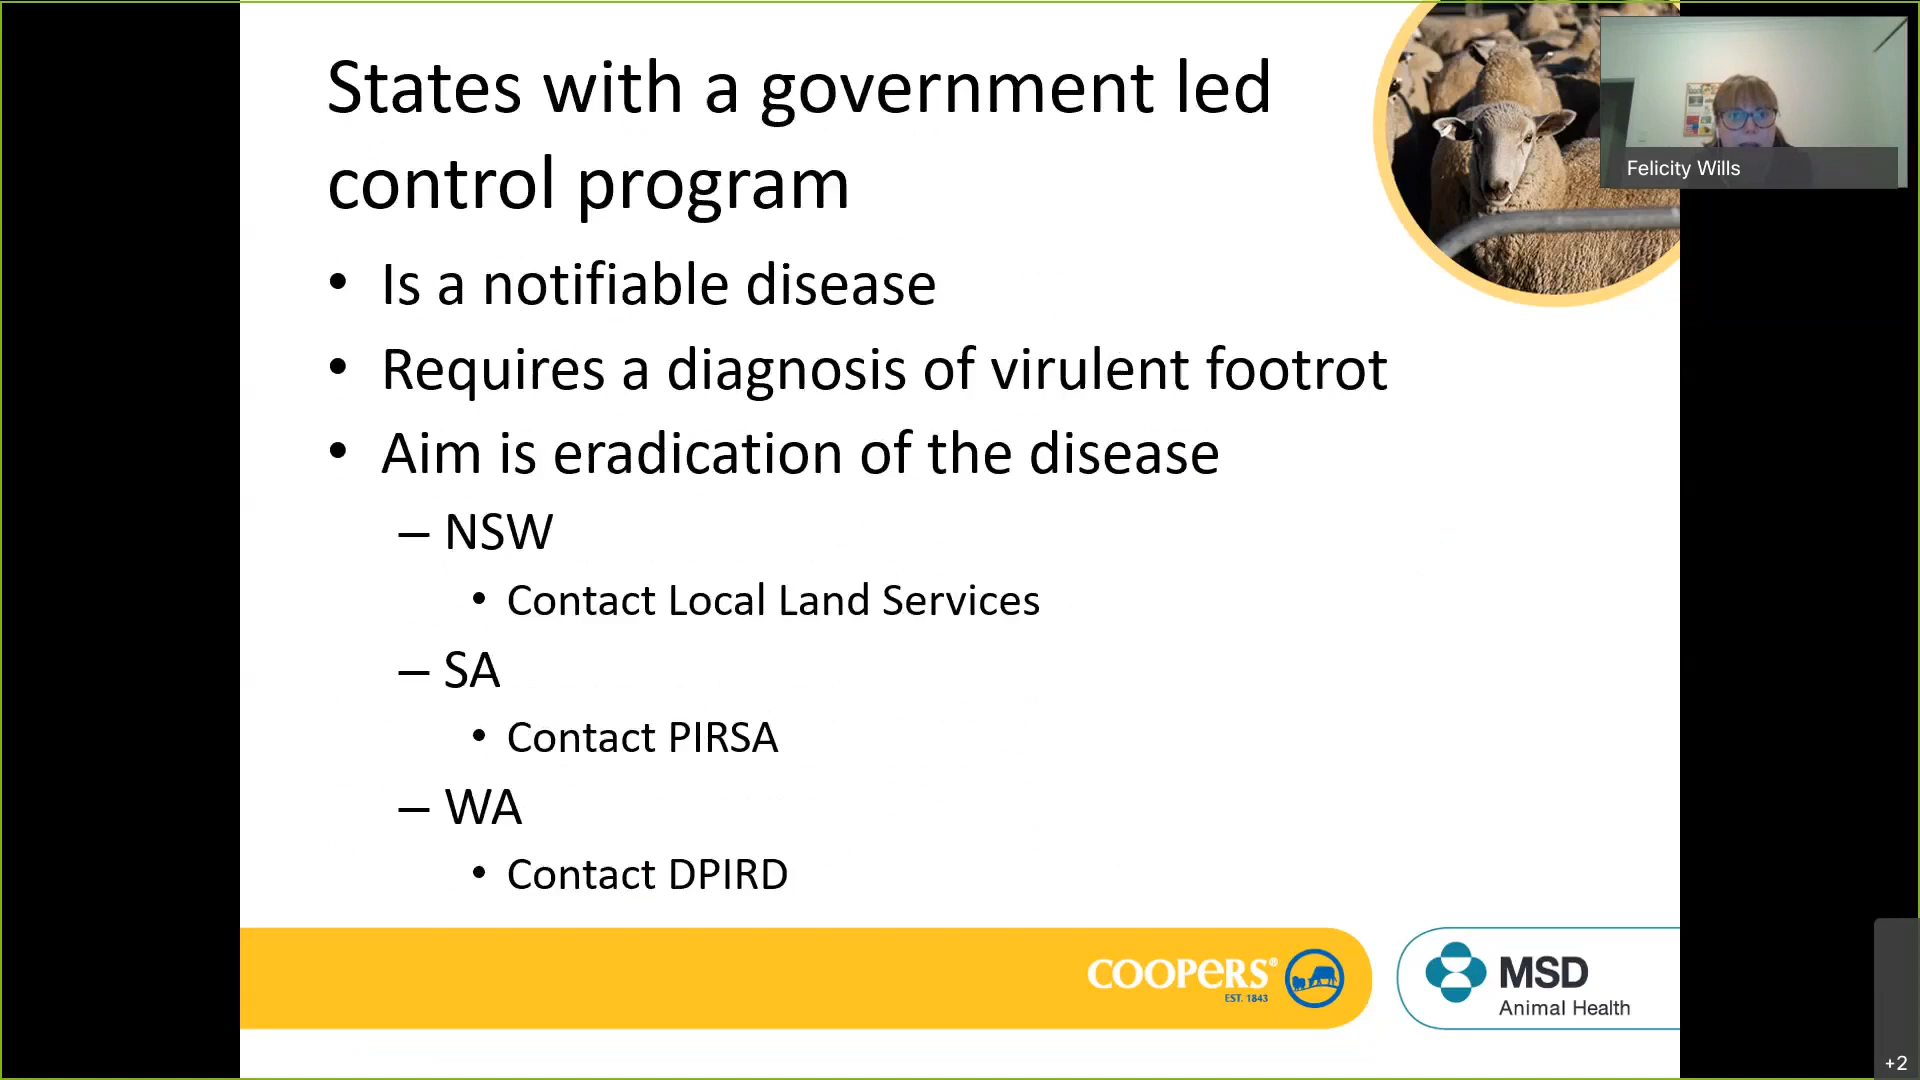 States with a government led
control program
• Is a notifiable disease
• Requires a diagnosis of virulent footrot
• Aim is eradication of the disease
– NSW
• Contact Local Land Services
– SA
• Contact PIRSA
– WA
• Contact DPIRD
Felicity Wills
COOPERS®
EST. 1843
MSD
Animal Health
+2